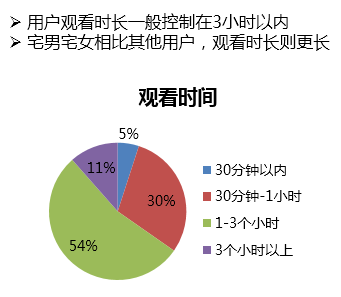 ➢ 用户观看时长一般控制在3小时以内
➢ 宅男宅女相比其他用户，观看时长则更长
观看时间
5%
30%
54%
11%
30分钟以内
30分钟-1小时
1-3个小时
3个小时以上